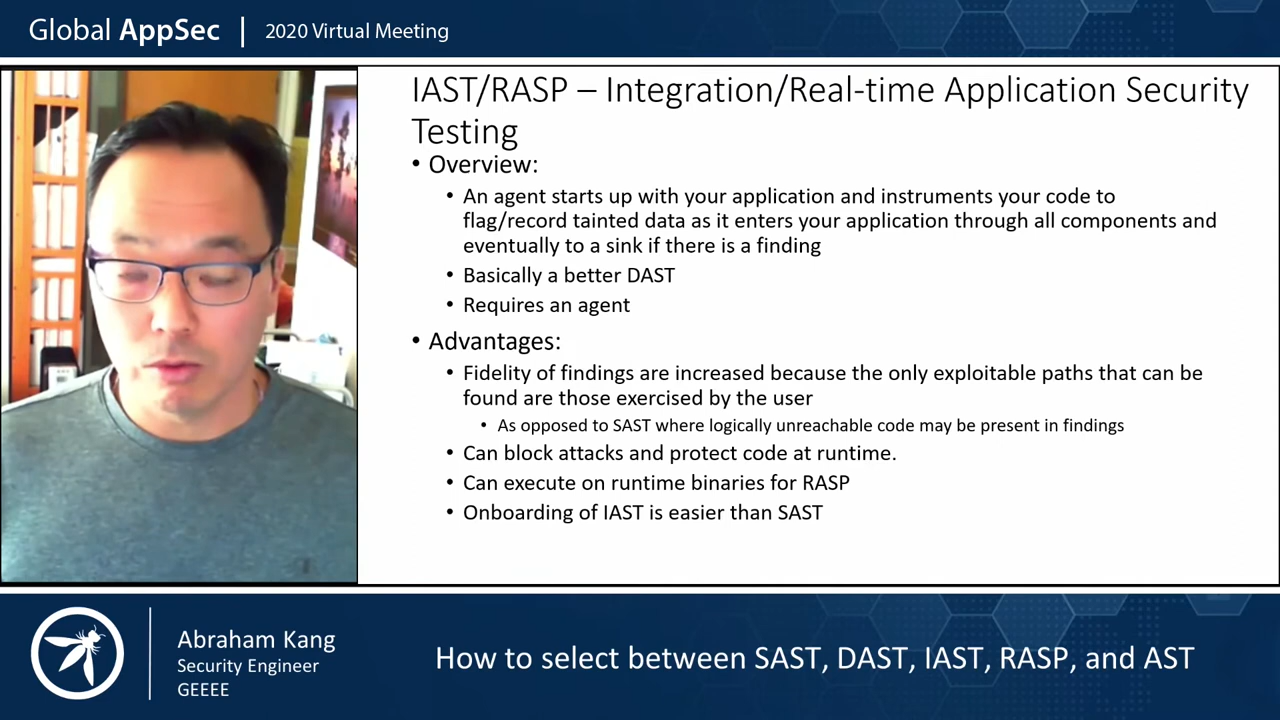 Global AppSec | 2020 Virtual Meeting
IAST/RASP – Integration/Real-time Application Security
Testing
• Overview:
• An agent starts up with your application and instruments your code to
flag/record tainted data as it enters your application through all components and
eventually to a sink if there is a finding
• Basically a better DAST
• Requires an agent
• Advantages:
• Fidelity of findings are increased because the only exploitable paths that can be
found are those exercised by the user
• As opposed to SAST where logically unreachable code may be present in findings
• Can block attacks and protect code at runtime.
• Can execute on runtime binaries for RASP
• Onboarding of IAST is easier than SAST
Abraham Kang
Security Engineer
GEEEE
How to select between SAST, DAST, IAST, RASP, and AST